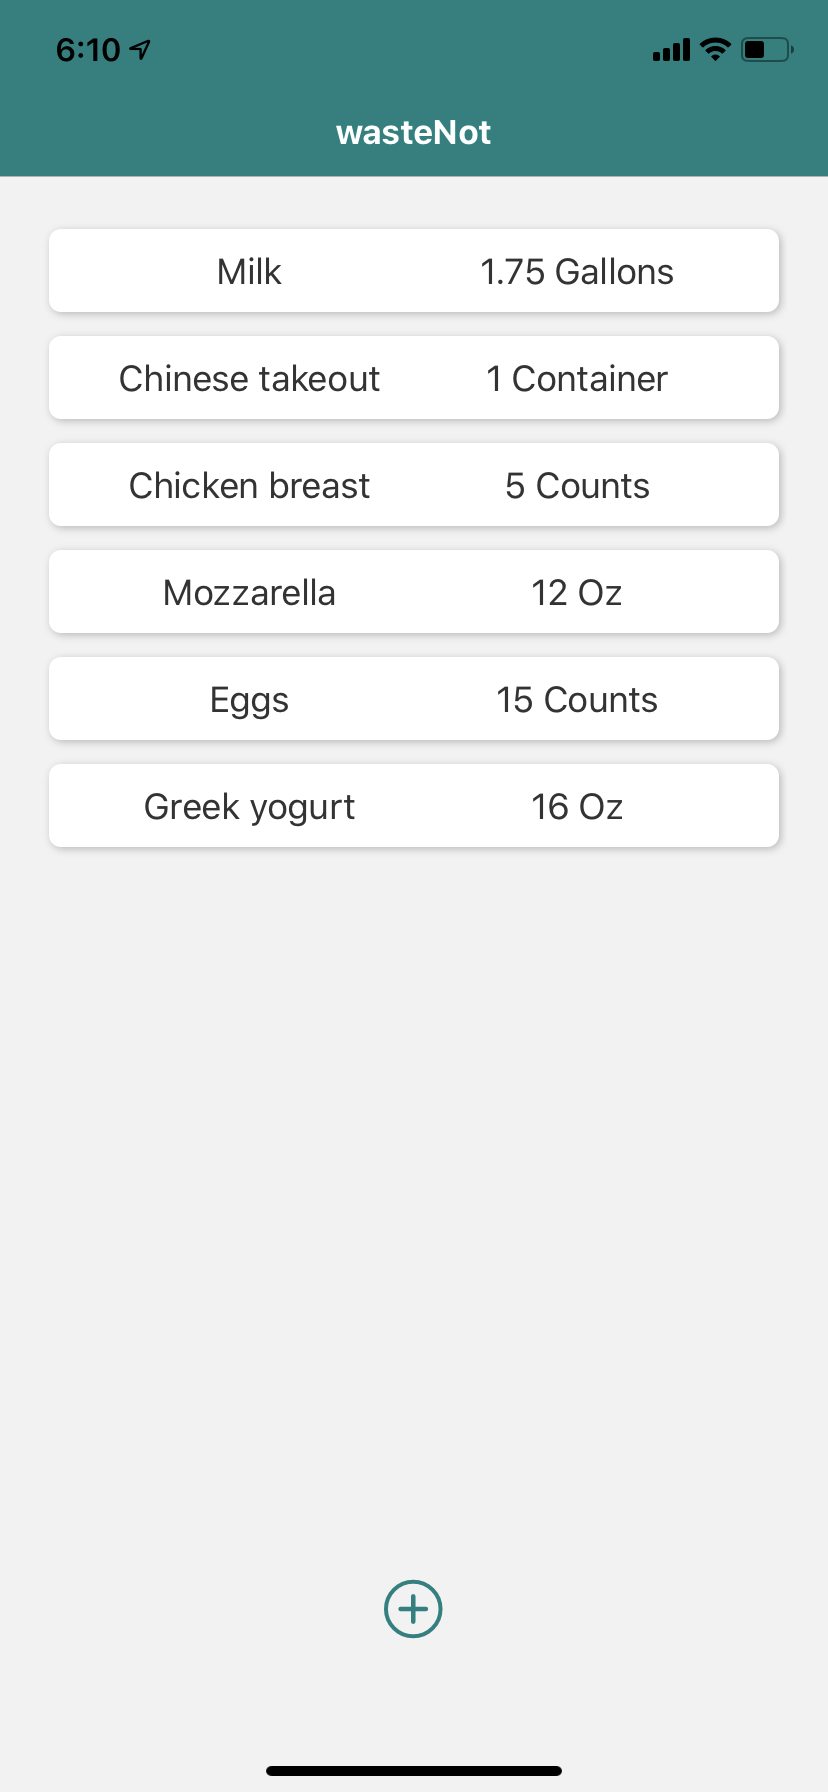 6:10
wasteNot
Milk 1.75 Gallons
Chinese takeout 1 Container
Chicken breast 5 Counts
Mozzarella 12 Oz
Eggs 15 Counts
Greek yogurt 16 Oz